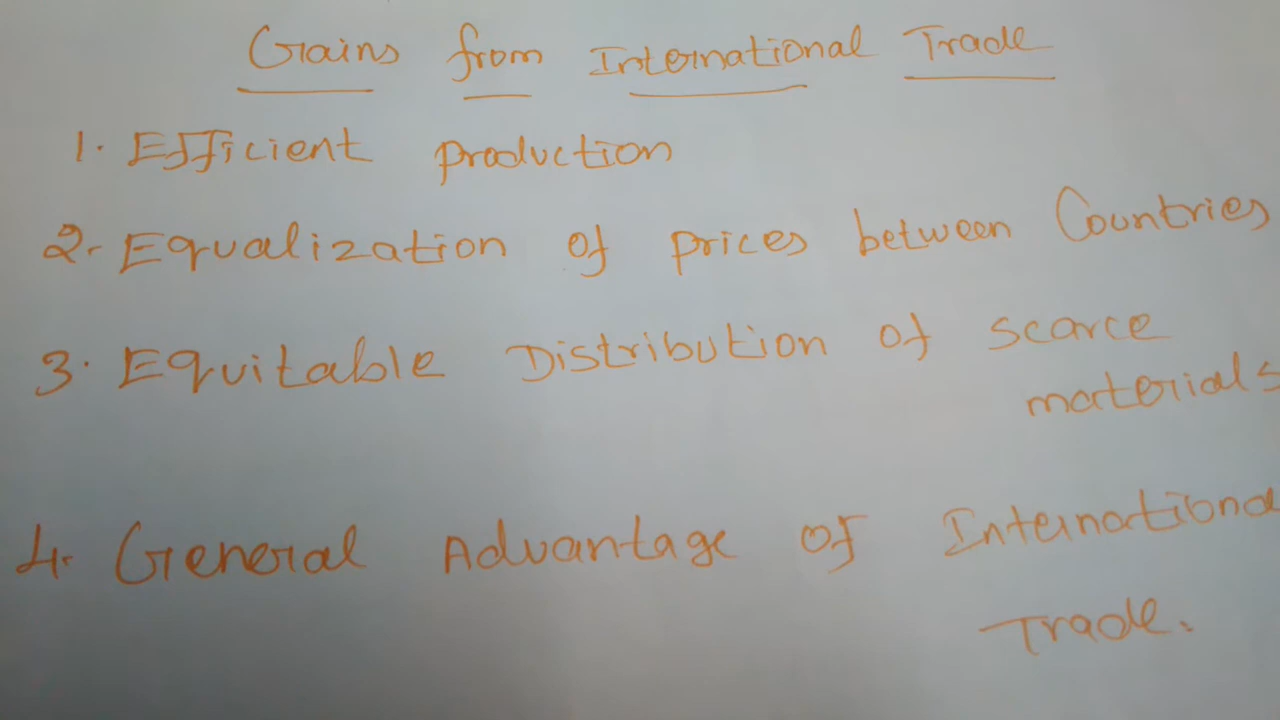 Gains from International Trade
1. Efficient production
2. Equalization of prices between Countries
3. Equitable Distribution of scarce
materials
4. General Advantage of International
Trade.